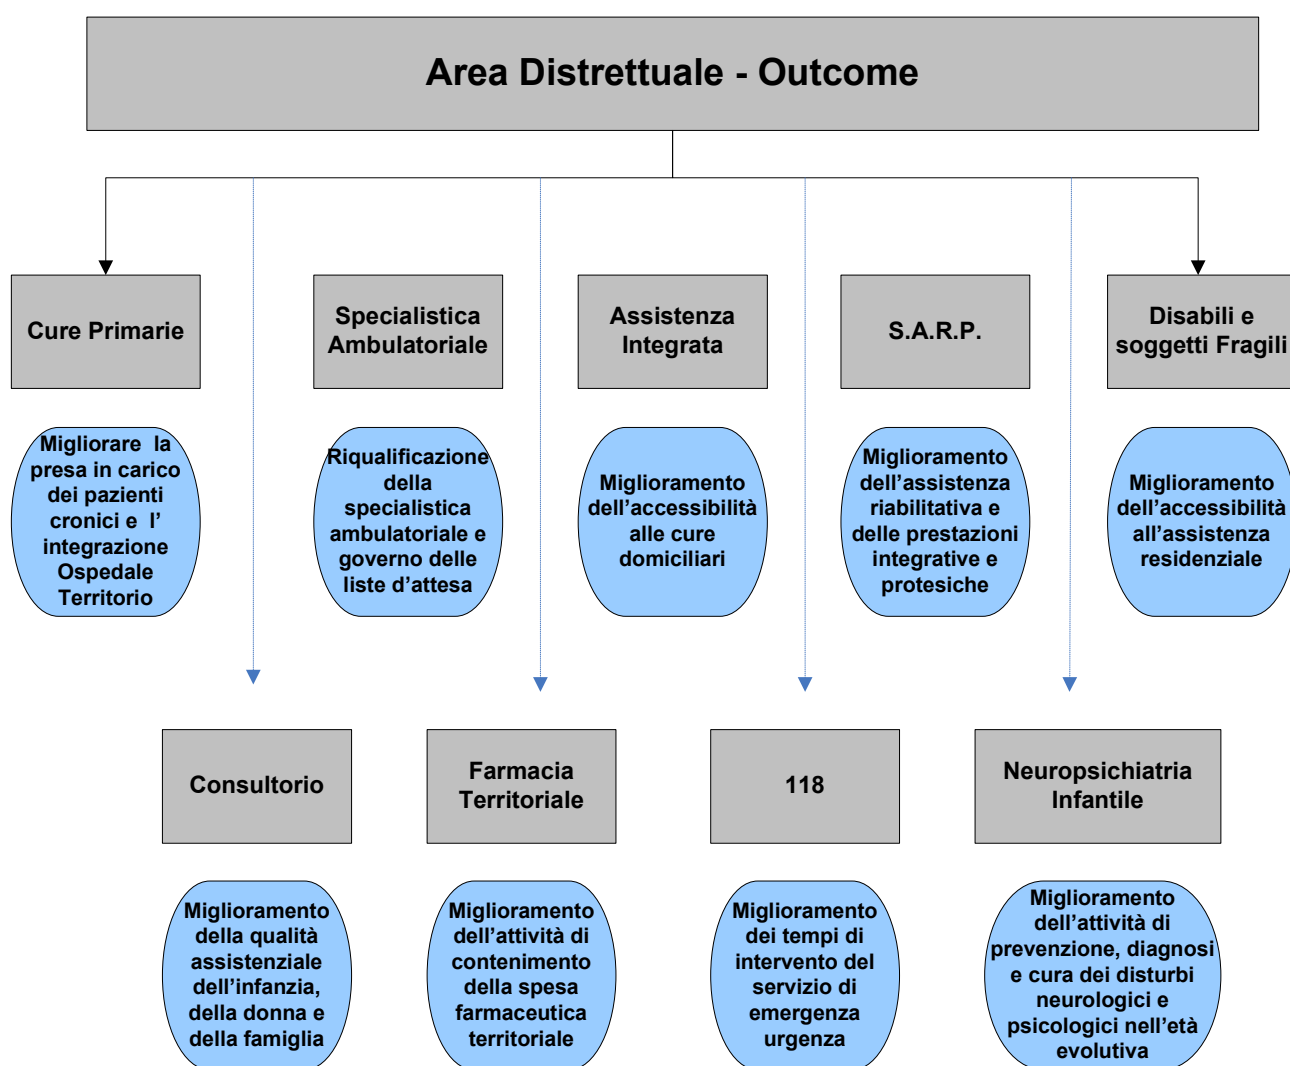 Area Distrettuale - Outcome
Cure Primarie
Specialistica
Ambulatoriale
Assistenza
Integrata
S.A.R.P.
Disabili e
soggetti Fragili
Migliorare la
presa in carico
dei pazienti
cronici e l'
integrazione
Ospedale
Territorio
Riqualificazione
della
specialistica
ambulatoriale e
governo delle
liste d'attesa
Miglioramento
dell'accessibilità
alle cure
domiciliari
Miglioramento
dell'assistenza
riabilitativa e
delle prestazioni
integrative e
protesiche
Miglioramento
dell'accessibilità
all'assistenza
residenziale
Consultorio
Farmacia
Territoriale
118
Neuropsichiatria
Infantile
Miglioramento
della qualità
assistenziale
dell'infanzia,
della donna e
della famiglia
Miglioramento
dell'attività di
contenimento
della spesa
farmaceutica
territoriale
Miglioramento
dei tempi di
intervento del
servizio di
emergenza
urgenza
Miglioramento
dell'attività di
prevenzione, diagnosi
e cura dei disturbi
neurologici e
psicologici nell'età
evolutiva